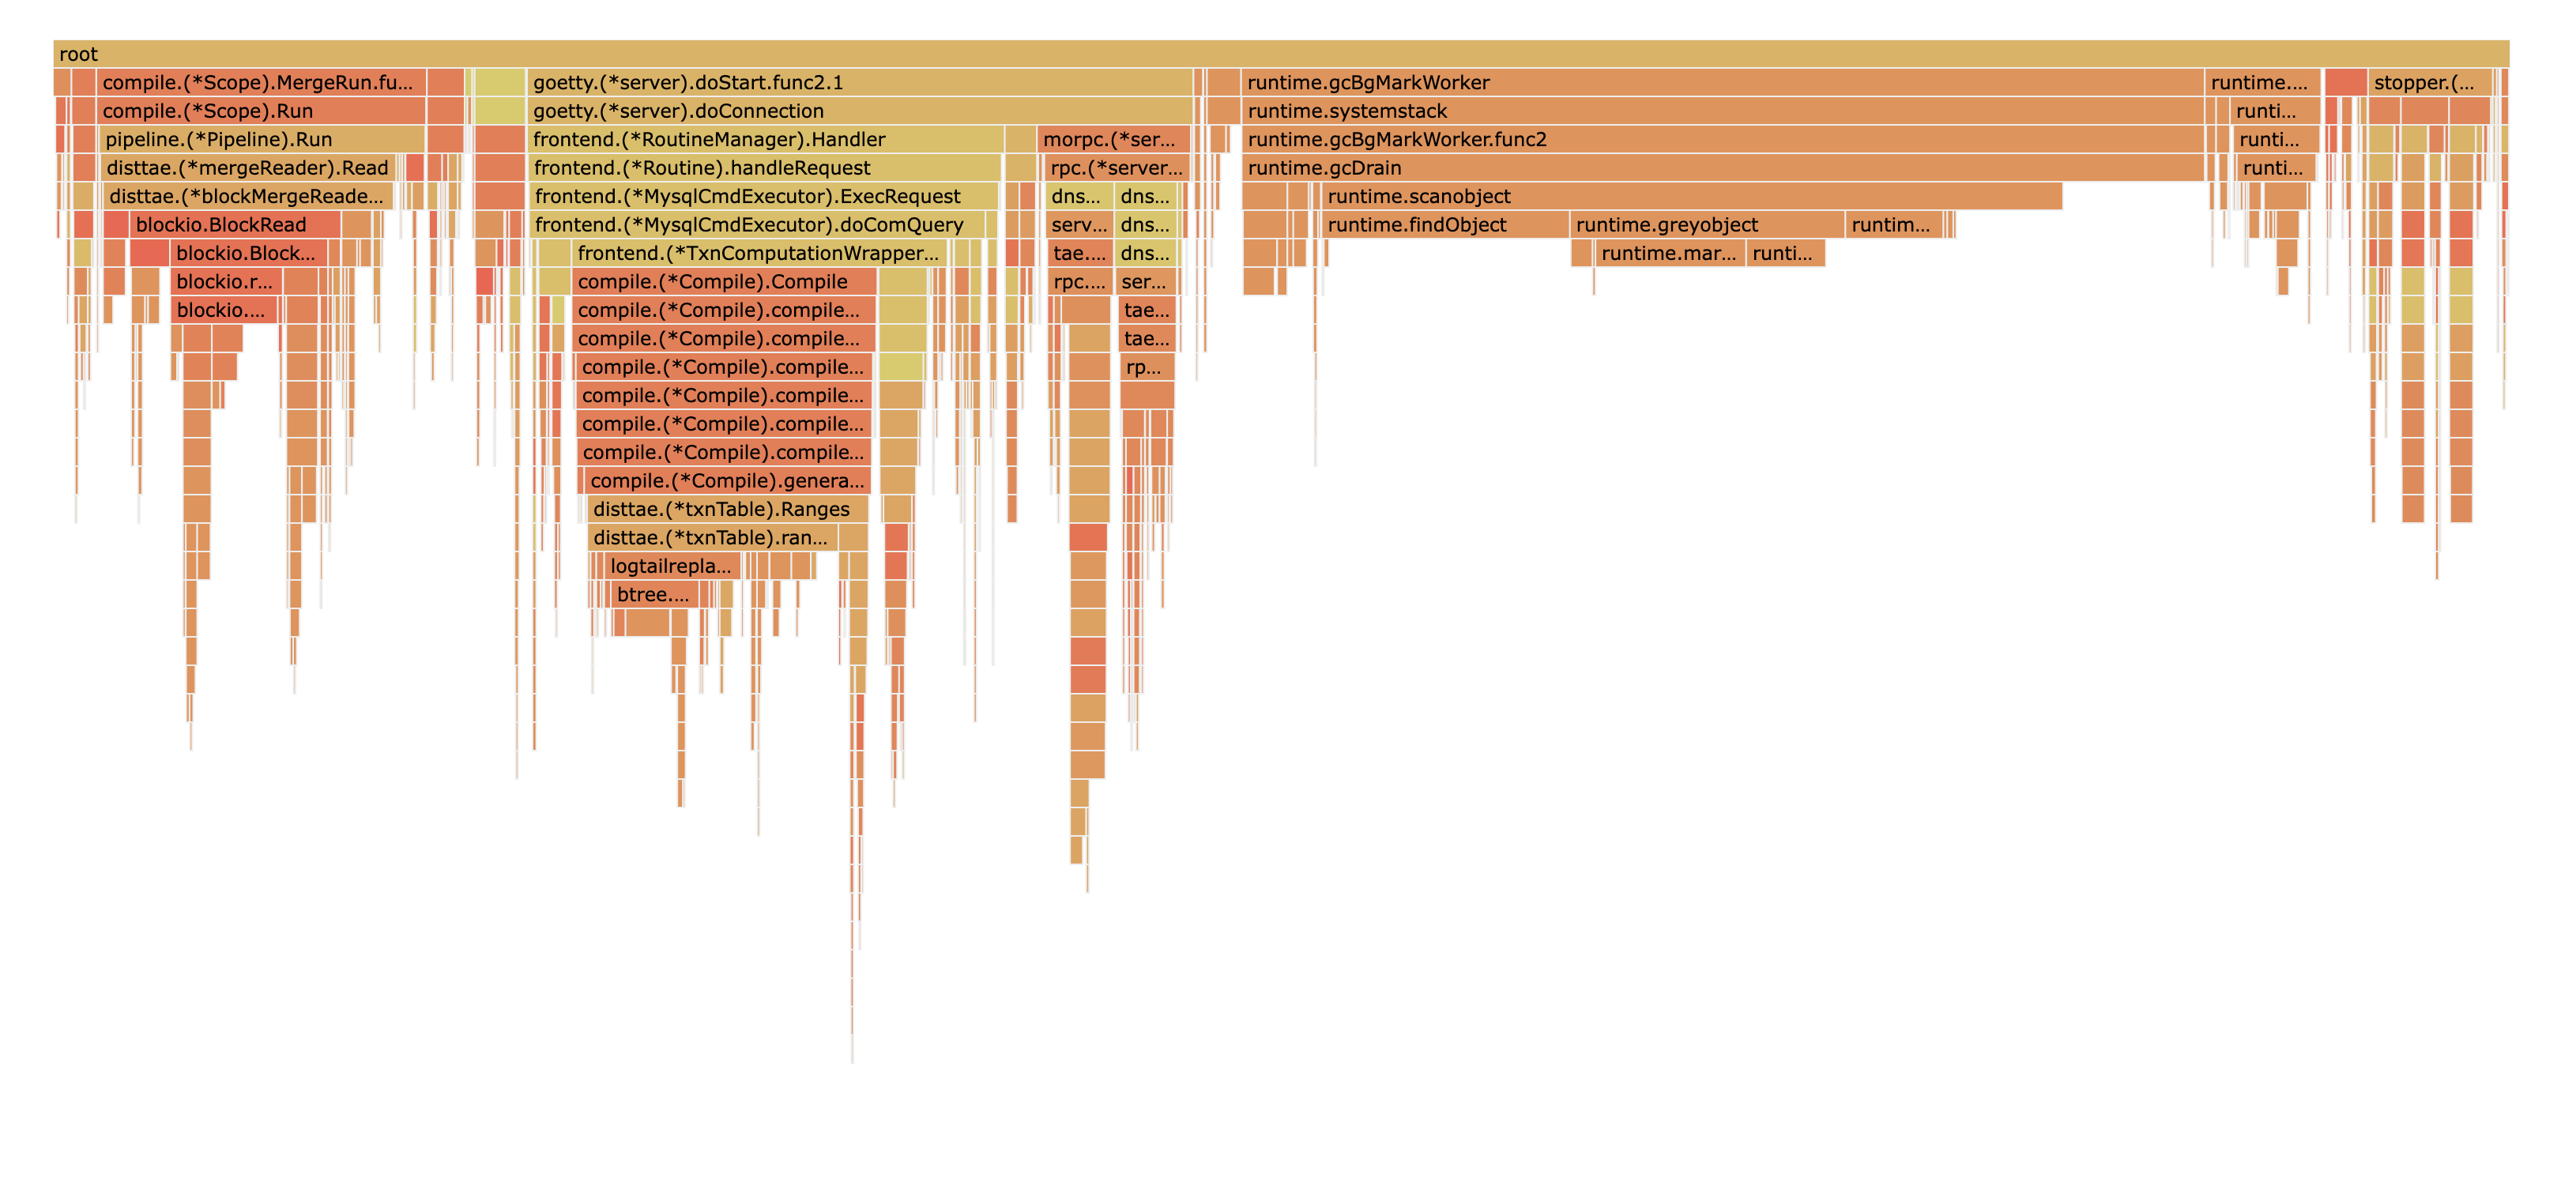 root
compile.(*Scope).MergeRun.fu... goetty.(*server).doStart.func2.1 runtime.gcBgMarkWorker runtime.... stopper.(...
compile.(*Scope).Run goetty.(*server).doConnection runtime.systemstack runti...
pipeline.(*Pipeline).Run frontend.(*RoutineManager).Handler morpc.(*ser... runtime.gcBgMarkWorker.func2 runti...
disttae.(*mergeReader).Read frontend.(*Routine).handleRequest rpc.(*server... runtime.gcDrain runti...
disttae.(*blockMergeReade... frontend.(*MysqlCmdExecutor).ExecRequest dns... dns... runtime.scanobject
blockio.BlockRead frontend.(*MysqlCmdExecutor).doComQuery serv... dns... runtime.findObject runtime.greyobject runtim...
blockio.Block... frontend.(*TxnComputationWrapper... tae.... dns... runtime.mar... runti...
blockio.r... compile.(*Compile).Compile rpc.... ser...
blockio.... compile.(*Compile).compile... tae...
compile.(*Compile).compile... tae...
compile.(*Compile).compile... rp...
compile.(*Compile).compile...
compile.(*Compile).compile...
compile.(*Compile).compile...
compile.(*Compile).genera...
disttae.(*txnTable).Ranges
disttae.(*txnTable).ran...
logtailrepla...
btree....